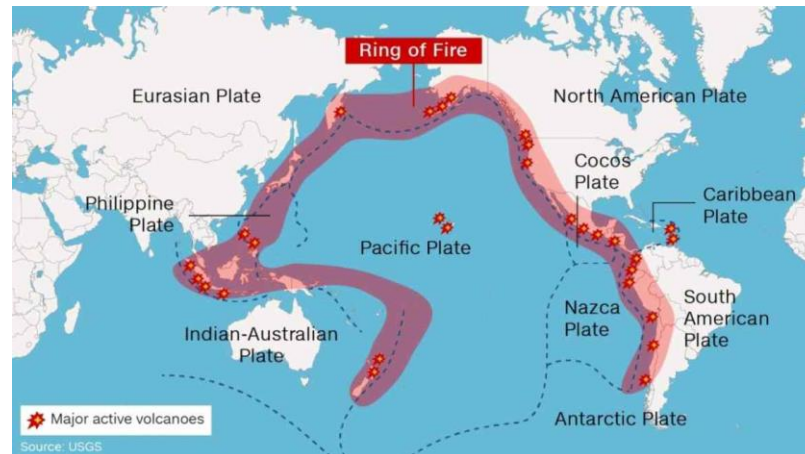 Ring of Fire
Eurasian Plate
North American Plate
Cocos
Plate
Caribbean
Plate
Philippine
Plate
Pacific Plate
Nazca
Plate
South
American
Plate
Indian-Australian
Plate
Antarctic Plate
Major active volcanoes
Source: USGS